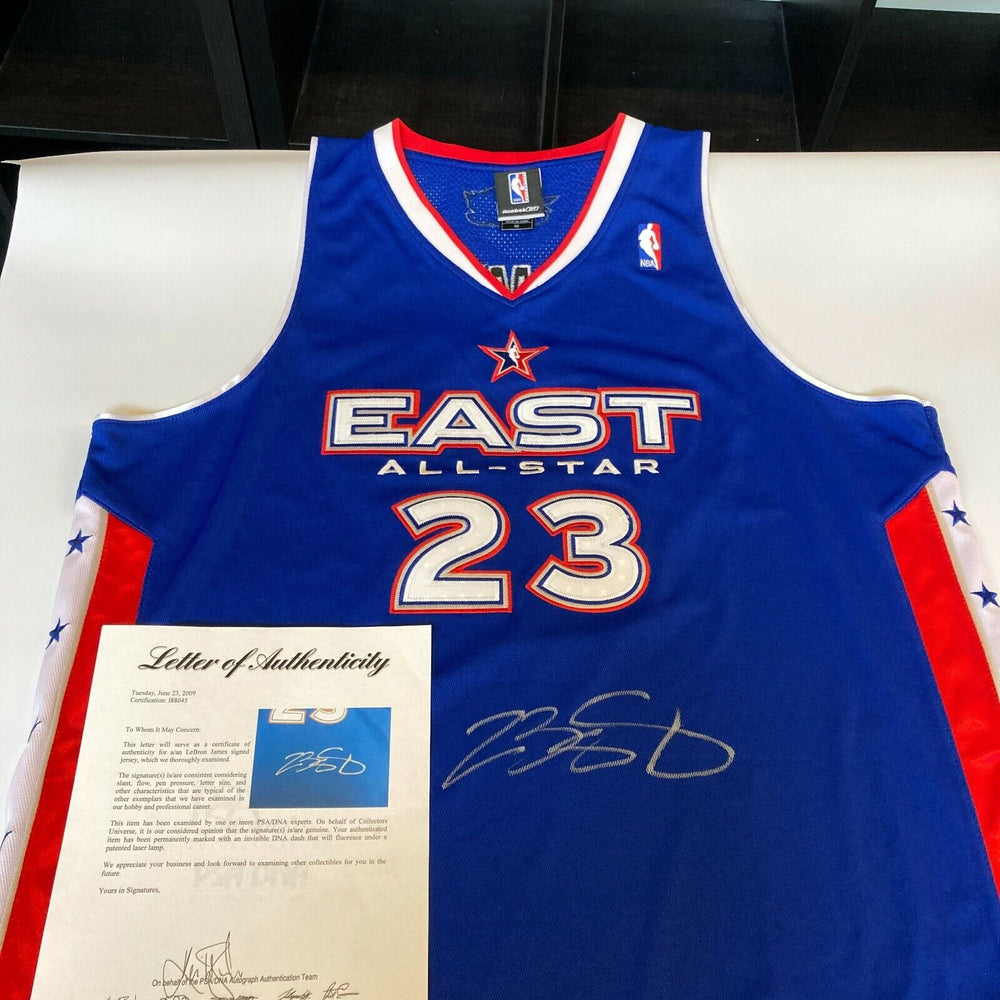 NBA
Reebok
NBA
EAST
ALL-STAR
23
Letter of Authenticity
Tuesday, June 23, 2009
Certification: I88045
To Whom It May Concern:
This letter will serve as a certificate of
authenticity for a/an LeBron James signed
jersey, which we thoroughly examined.
The signature(s) is/are consistent considering
slant, flow, pen pressure, letter size, and
other characteristics that are typical of the
other exemplars that we have examined in
our hobby and professional career.
This item has been examined by one or more PSA/DNA experts. On behalf of Collectors
Universe, it is our considered opinion that the signature(s) is/are genuine. Your authenticated
item has been permanently marked with an invisible DNA daub that will fluoresce under a
patented laser lamp.
We appreciate your business and look forward to examining other collectibles for you in the
future.
Yours in Signatures,
On behalf of the PSA/DNA Autograph Authentication Team